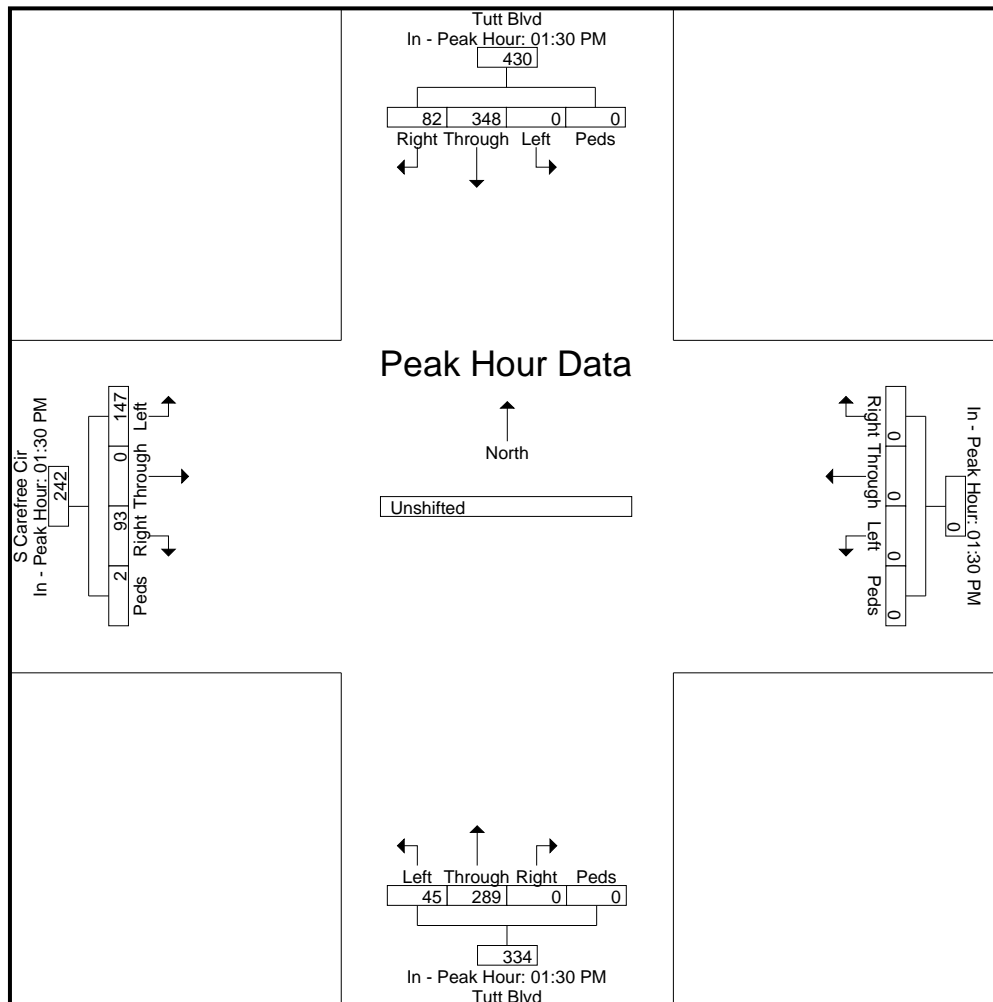 Tutt Blvd
In - Peak Hour: 01:30 PM
430
82 348 0 0
Right Through Left Peds
Peak Hour Data
North
Unshifted
S Carefree Cir
In - Peak Hour: 01:30 PM
242
147 0 93 2
Left Through Right Peds
In - Peak Hour: 01:30 PM
0
0 0 0 0
Right Through Left Peds
Left Through Right Peds
45 289 0 0
334
In - Peak Hour: 01:30 PM
Tutt Blvd